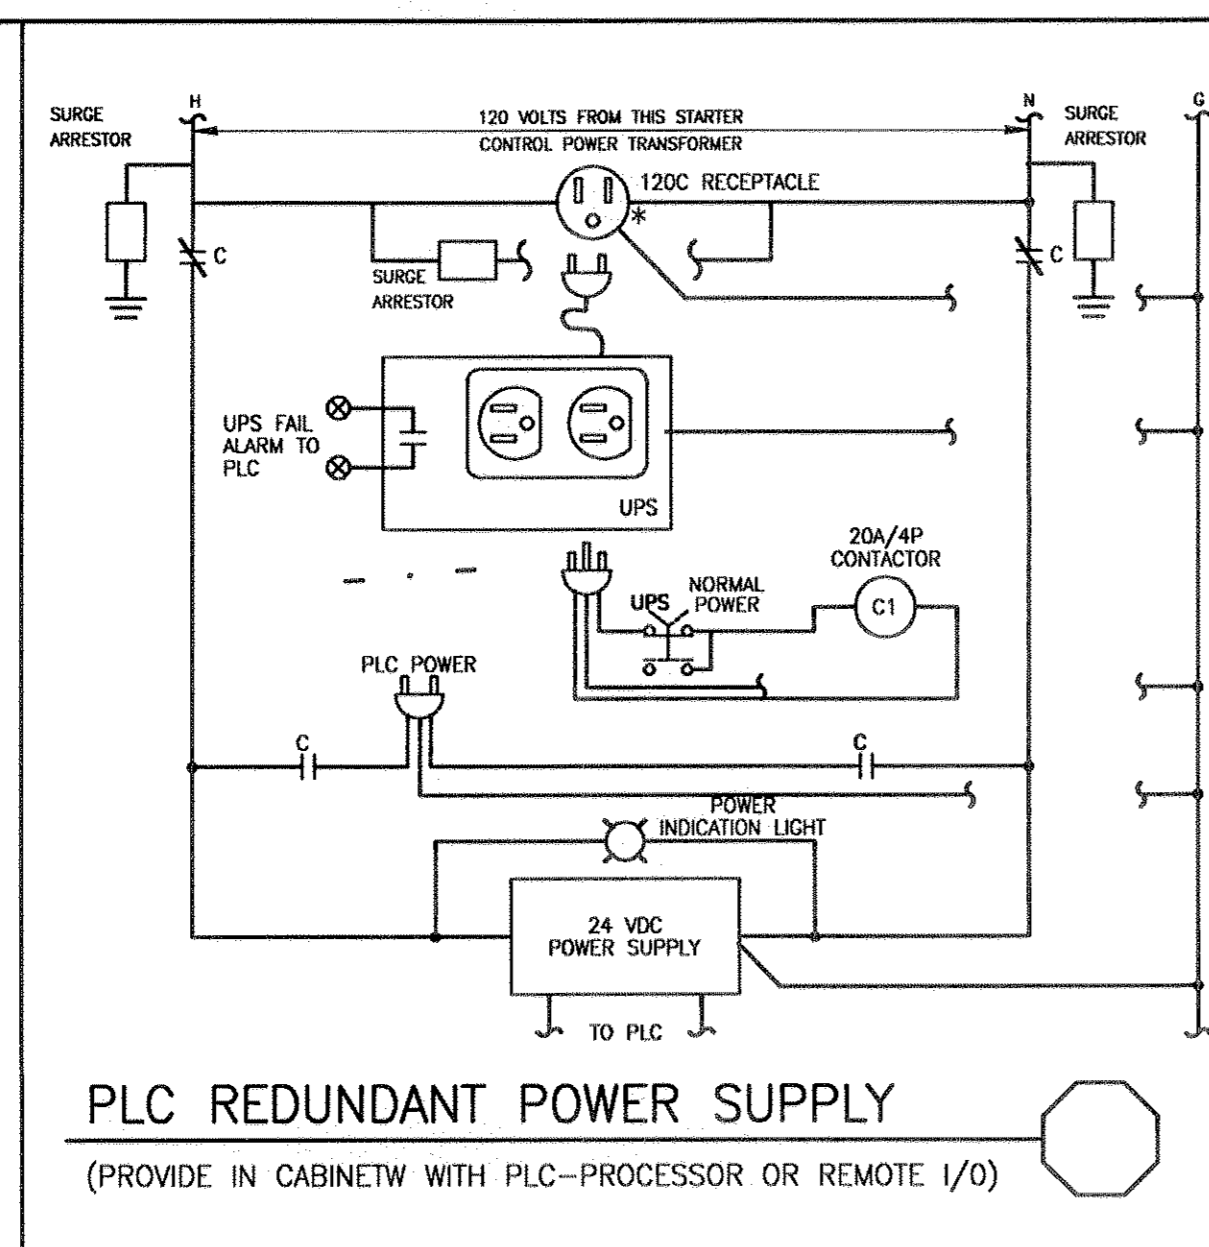 H
N
G
SURGE
ARRESTOR
120 VOLTS FROM THIS STARTER
CONTROL POWER TRANSFORMER
SURGE
ARRESTOR
120C RECEPTACLE
*
C
C
SURGE
ARRESTOR
UPS FAIL
ALARM TO
PLC
UPS
20A/4P
CONTACTOR
NORMAL
UPS POWER
C1
PLC POWER
C
C
POWER
INDICATION LIGHT
24 VDC
POWER SUPPLY
TO PLC
PLC REDUNDANT POWER SUPPLY
(PROVIDE IN CABINETW WITH PLC-PROCESSOR OR REMOTE I/O)